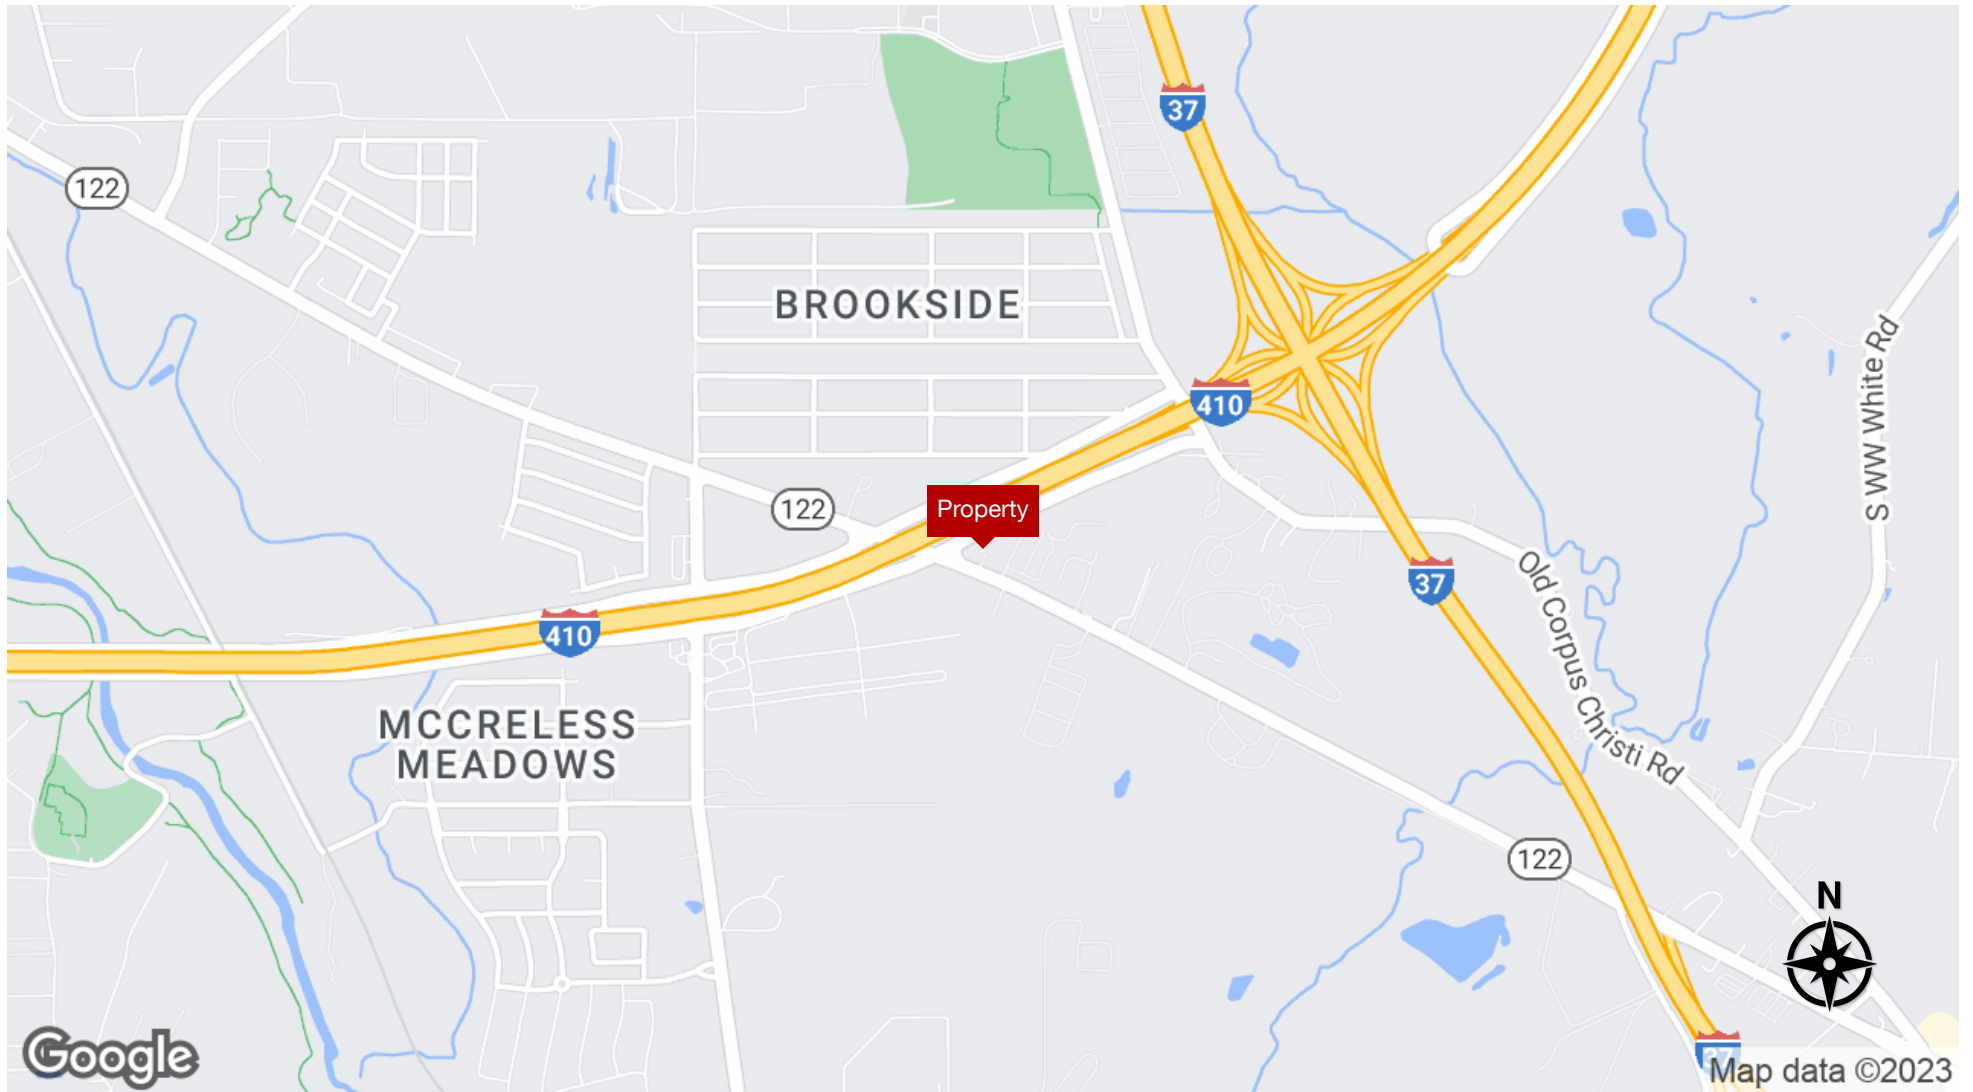 37
122
BROOKSIDE
410
S WW White Rd
122
Property
37
Old Corpus Christi Rd
410
MCCRELESS
MEADOWS
122
N
Google
37
Map data ©2023